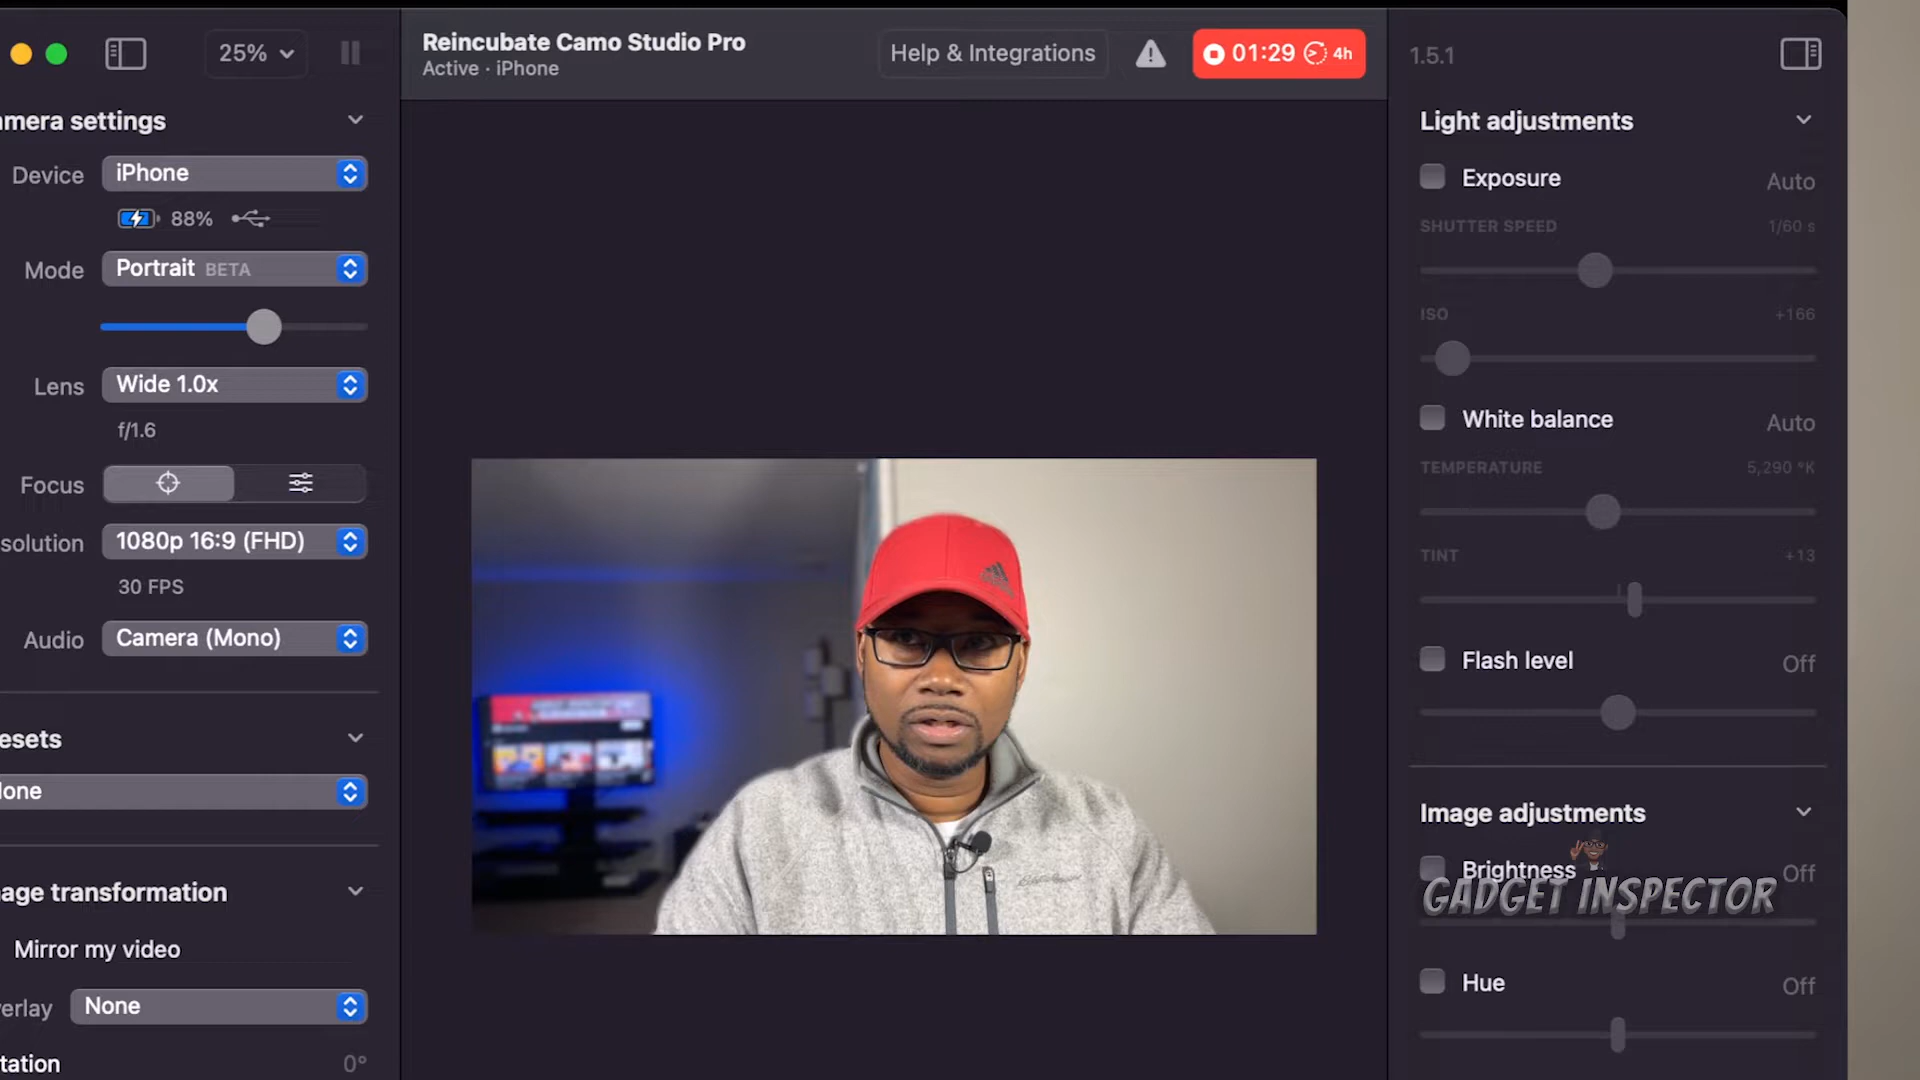 25%
Reincubate Camo Studio Pro
Active · iPhone
Help & Integrations
01:29
4h
1.5.1
amera settings
Device
iPhone
88%
Mode
Portrait BETA
Lens
Wide 1.0x
f/1.6
Focus
solution
1080p 16:9 (FHD)
30 FPS
Audio
Camera (Mono)
esets
None
age transformation
Mirror my video
erlay
None
tation
0°
Light adjustments
Exposure
Auto
SHUTTER SPEED
1/60 s
ISO
+166
White balance
Auto
TEMPERATURE
5,290 °K
TINT
+13
Flash level
Off
Image adjustments
Brightness
Off
GADGET INSPECTOR
Hue
Off